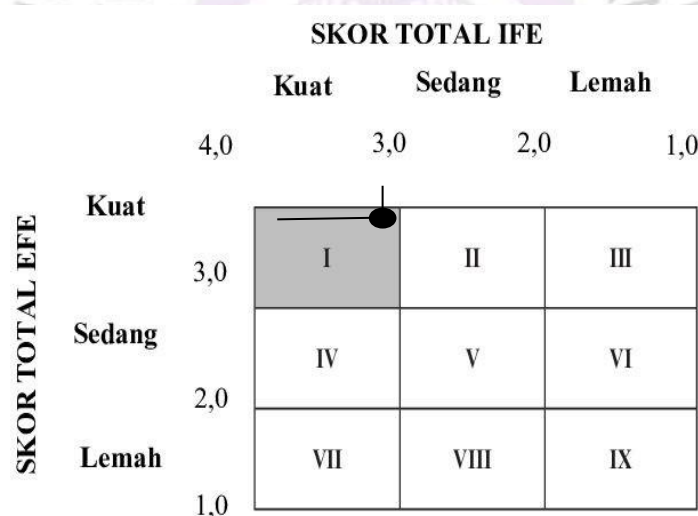 SKOR TOTAL IFE
Kuat Sedang Lemah
4,0 3,0 2,0 1,0
SKOR TOTAL EFE
Kuat
I II III
3,0
Sedang
IV V VI
2,0
Lemah
VII VIII IX
1,0